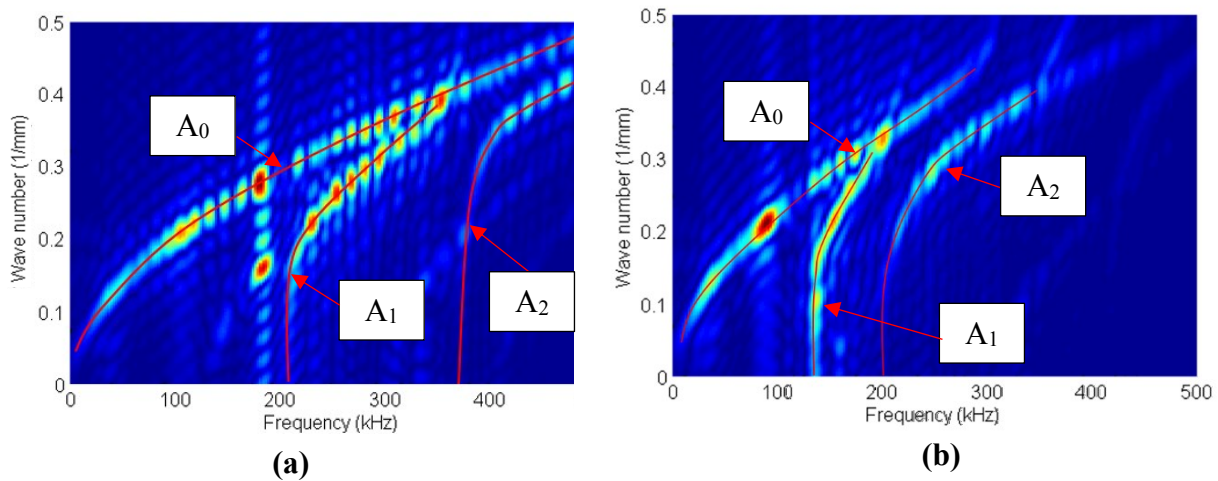 0.5
0.4
0.3
0.2
0.1
0
Wave number (1/mm)
A₀
A₁
A₂
0 100 200 300 400
Frequency (kHz)
(a)
0.5
0.4
0.3
0.2
0.1
0
Wave number (1/mm)
A₀
A₂
A₁
0 100 200 300 400 500
Frequency (kHz)
(b)